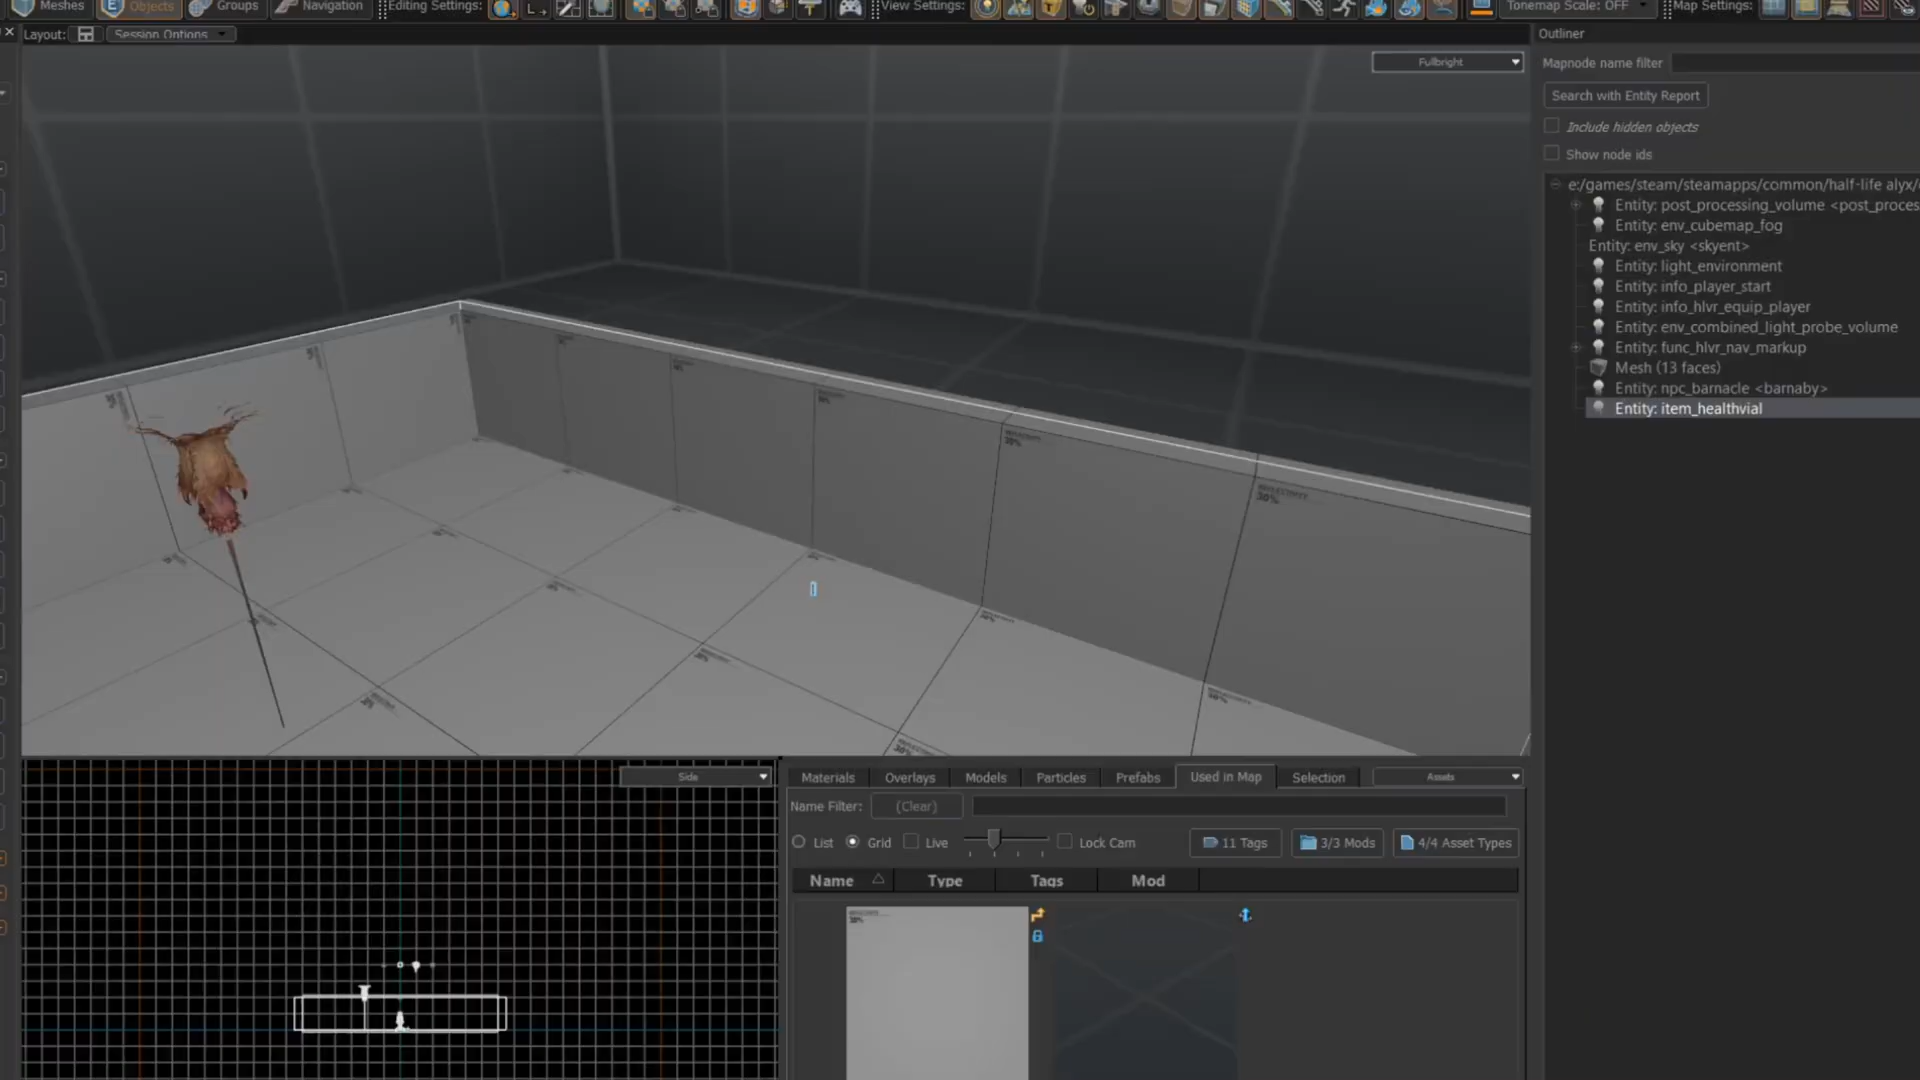 Meshes
Objects
Groups
Navigation
Editing Settings:
View Settings:
Tonemap Scale: OFF
Map Settings:
Layout:
Session Options
Fullbright
Outliner
Mapnode name filter
Search with Entity Report
Include hidden objects
Show node ids
e:/games/steam/steamapps/common/half-life alyx/
Entity: post_processing_volume <post_proces
Entity: env_cubemap_fog
Entity: env_sky <skyent>
Entity: light_environment
Entity: info_player_start
Entity: info_hlvr_equip_player
Entity: env_combined_light_probe_volume
Entity: func_hlvr_nav_markup
Mesh (13 faces)
Entity: npc_barnacle <barnaby>
Entity: item_healthvial
30%
Side
Materials
Overlays
Models
Particles
Prefabs
Used in Map
Selection
Assets
Name Filter:
(Clear)
List
Grid
Live
Lock Cam
11 Tags
3/3 Mods
4/4 Asset Types
Name
Type
Tags
Mod